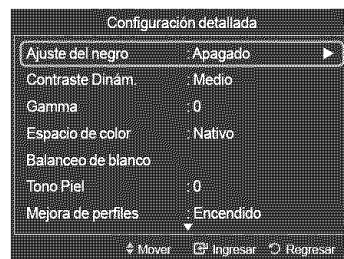 Configuración detallada
Ajuste del negro : Apagado
Contraste Dinám. : Medio
Gamma : 0
Espacio de color : Nativo
Balanceo de blanco
Tono Piel : 0
Mejora de perfiles : Encendido
Mover Ingresar Regresar